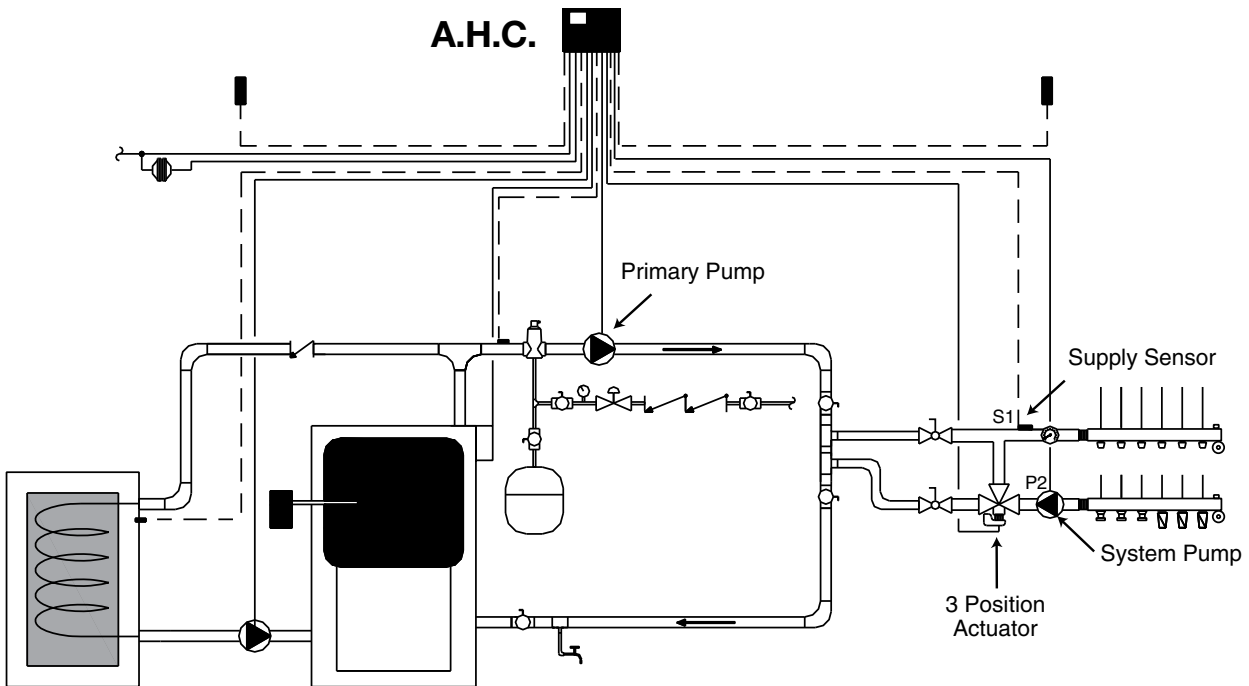 A.H.C.
Primary Pump
Supply Sensor
S1
P2
System Pump
3 Position
Actuator